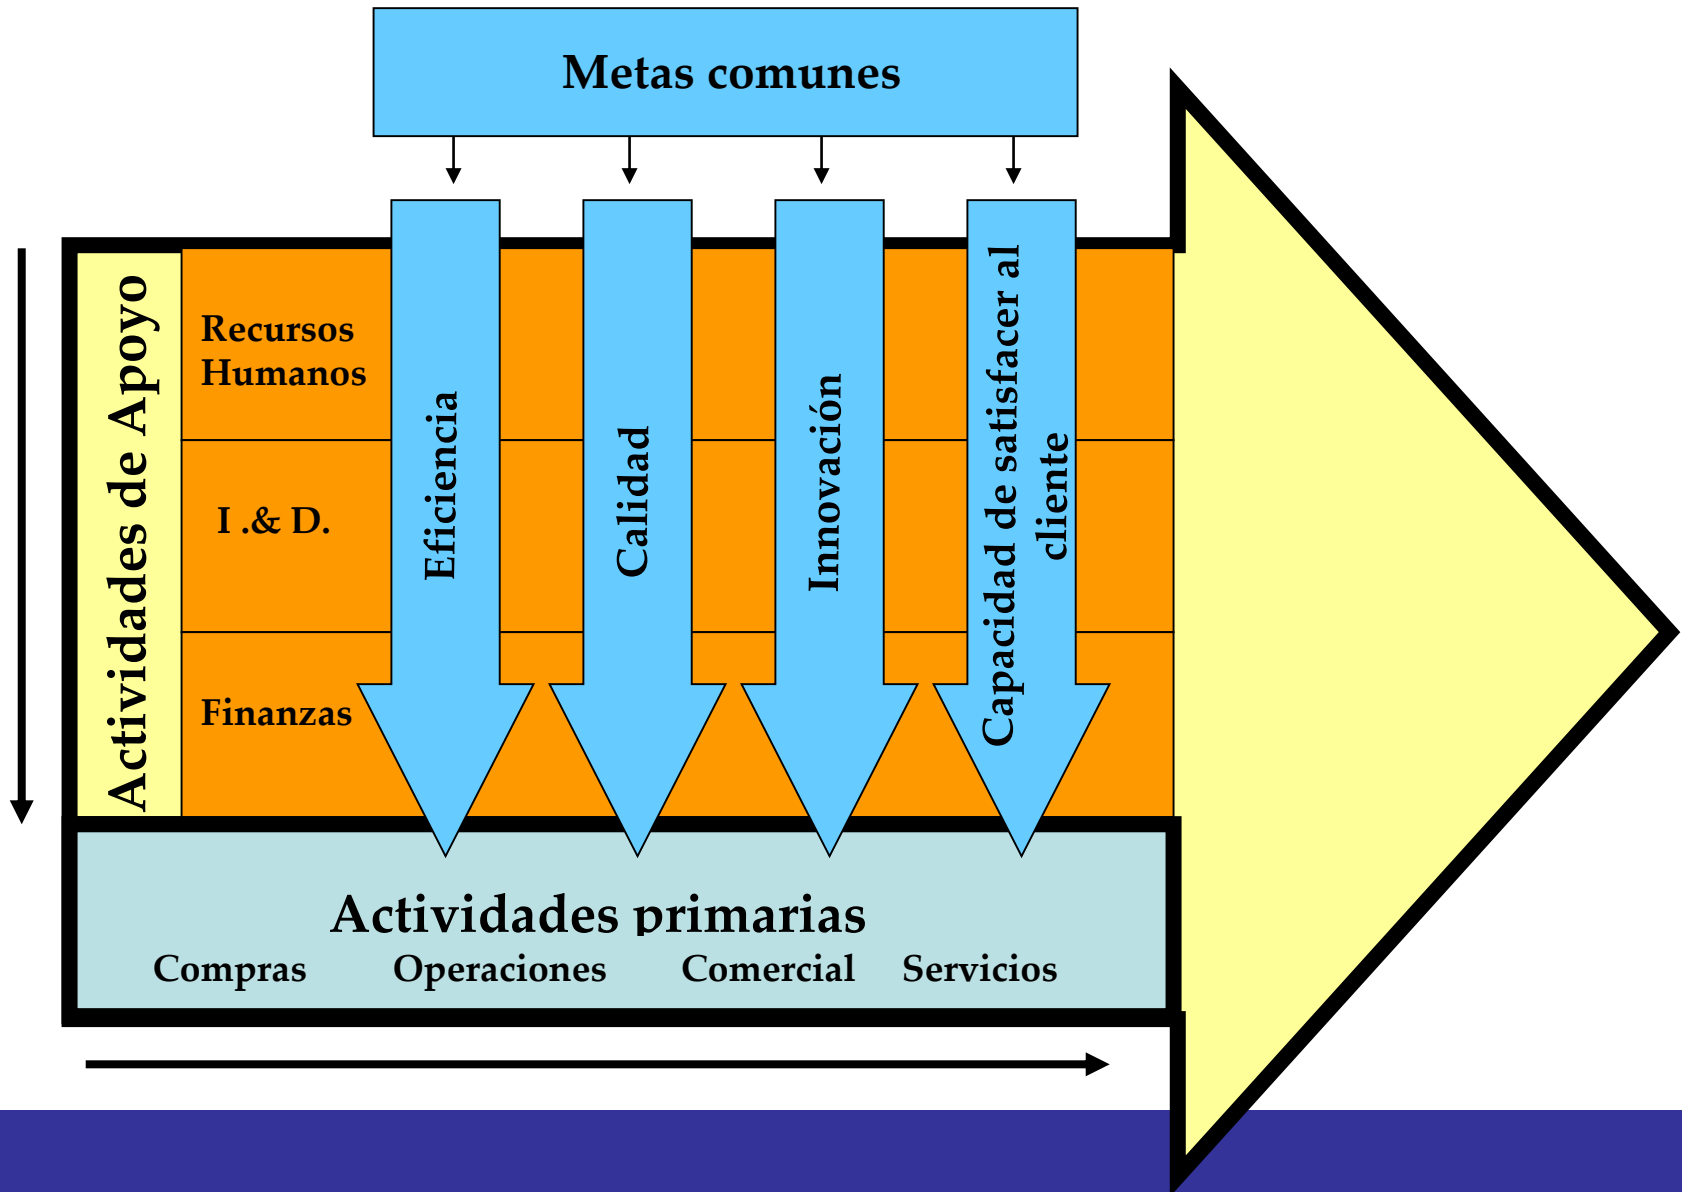 Metas comunes
Actividades de Apoyo
Recursos
Humanos
I .& D.
Finanzas
Eficiencia
Calidad
Innovación
Capacidad de satisfacer al
cliente
Actividades primarias
Compras Operaciones Comercial Servicios